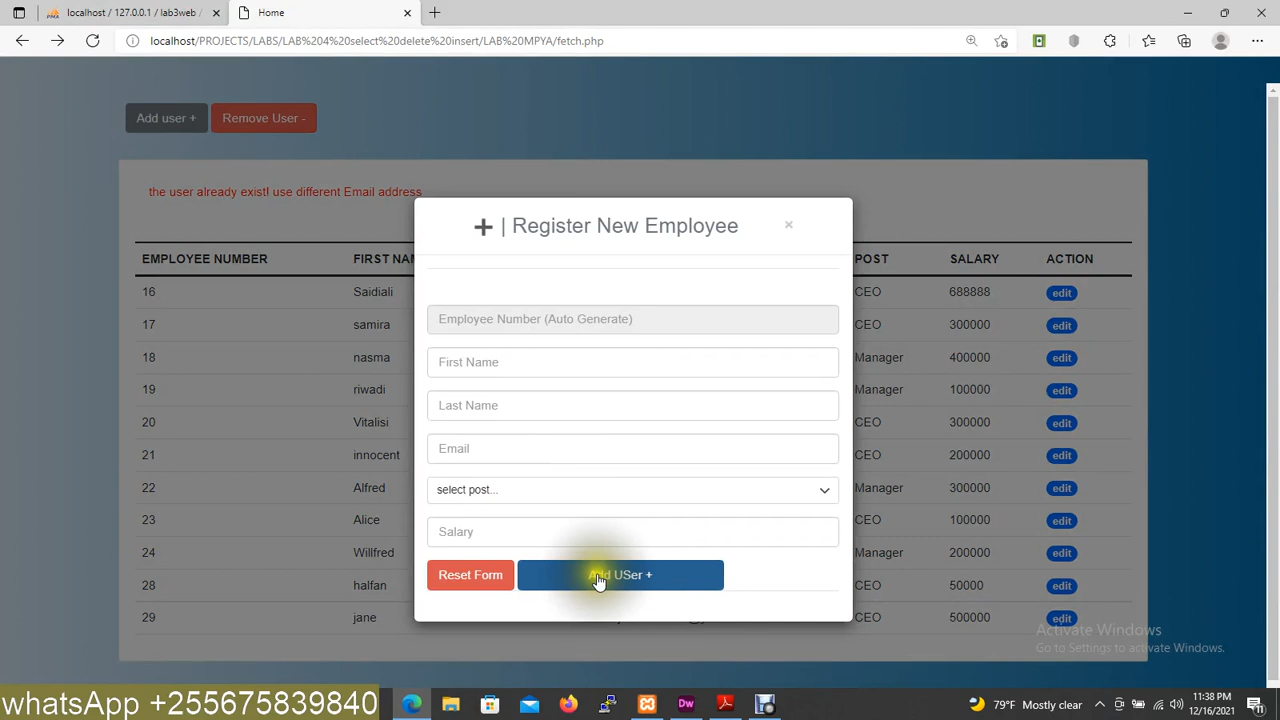 localhost / 127.0.0.1 / lab3web /
Home
localhost/PROJECTS/LABS/LAB%204%20select%20delete%20insert/LAB%20MPYA/fetch.php
Add user +
Remove User -
the user already exist! use different Email address
+ | Register New Employee ×
EMPLOYEE NUMBER FIRST NA POST SALARY ACTION
16 Saidiali CEO 688888 edit
17 samira CEO 300000 edit
18 nasma Manager 400000 edit
19 riwadi Manager 100000 edit
20 Vitalisi CEO 300000 edit
21 innocent CEO 200000 edit
22 Alfred Manager 300000 edit
23 Alice CEO 100000 edit
24 Willfred Manager 200000 edit
28 halfan CEO 50000 edit
29 jane CEO 500000 edit
Employee Number (Auto Generate)
First Name
Last Name
Email
select post...
Salary
Reset Form
Add USer +
Activate Windows
Go to Settings to activate Windows.
whatsApp +255675839840
79°F Mostly clear
11:38 PM
12/16/2021